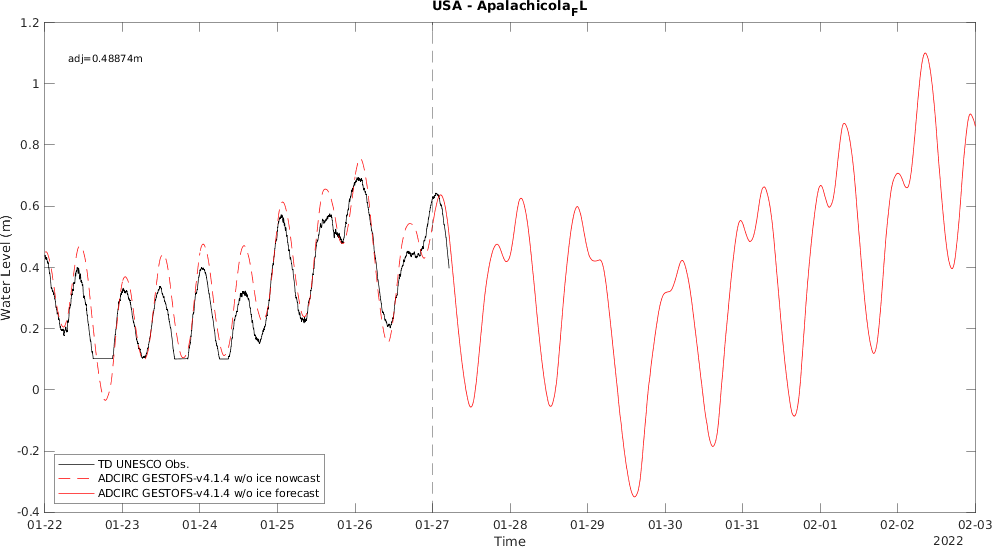 USA - ApalachicolaFL
adj=0.48874m
1.2
1
0.8
0.6
0.4
0.2
0
-0.2
-0.4
Water Level (m)
TD UNESCO Obs.
ADCIRC GESTOFS-v4.1.4 w/o ice nowcast
ADCIRC GESTOFS-v4.1.4 w/o ice forecast
01-22 01-23 01-24 01-25 01-26 01-27 01-28 01-29 01-30 01-31 02-01 02-02 02-03
Time
2022